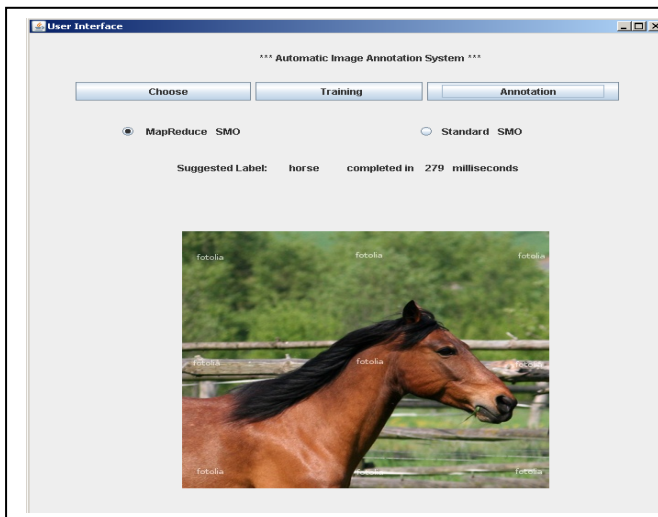 User Interface
*** Automatic Image Annotation System ***
Choose Training Annotation
MapReduce SMO Standard SMO
Suggested Label: horse completed in 279 milliseconds
fotolia fotolia fotolia
fotolia fotolia fotolia
fotolia fotolia fotolia